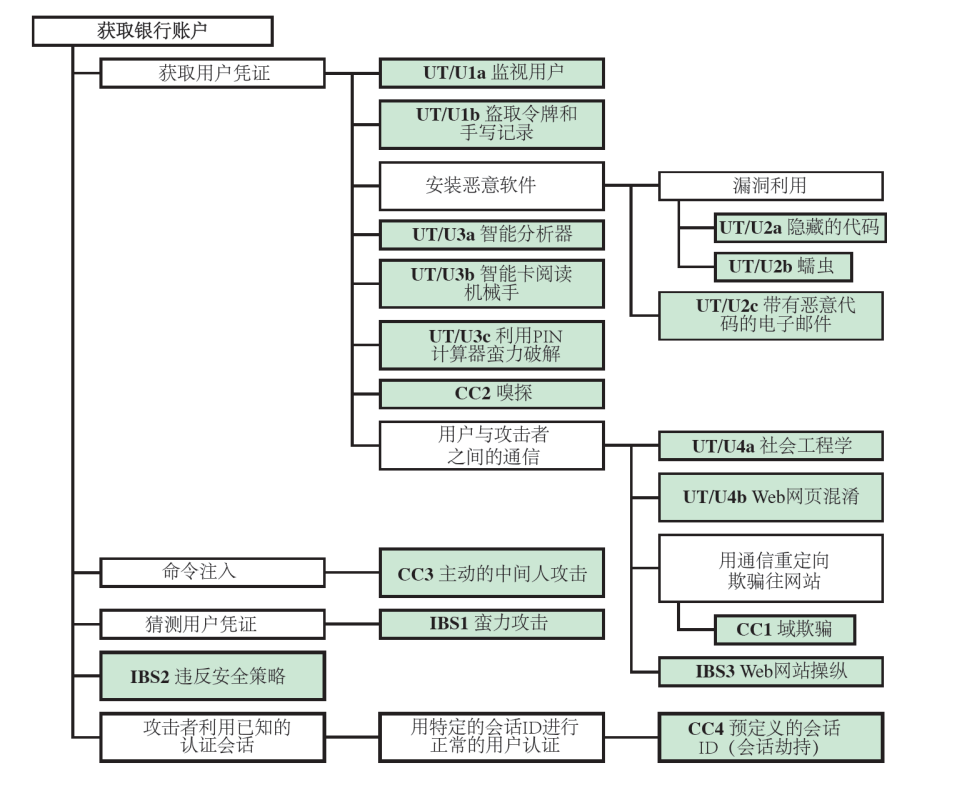 获取银行账户
获取用户凭证
UT/U1a 监视用户
UT/U1b 盗取令牌和
手写记录
安装恶意软件
漏洞利用
UT/U2a 隐藏的代码
UT/U2b 蠕虫
UT/U2c 带有恶意代
码的电子邮件
UT/U3a 智能分析器
UT/U3b 智能卡阅读
机械手
UT/U3c 利用PIN
计算器蛮力破解
CC2 嗅探
用户与攻击者
之间的通信
UT/U4a 社会工程学
UT/U4b Web网页混淆
用通信重定向
欺骗往网站
CC1 域欺骗
IBS3 Web网站操纵
命令注入
CC3 主动的中间人攻击
猜测用户凭证
IBS1 蛮力攻击
IBS2 违反安全策略
攻击者利用已知的
认证会话
用特定的会话ID进行
正常的用户认证
CC4 预定义的会话
ID（会话劫持）